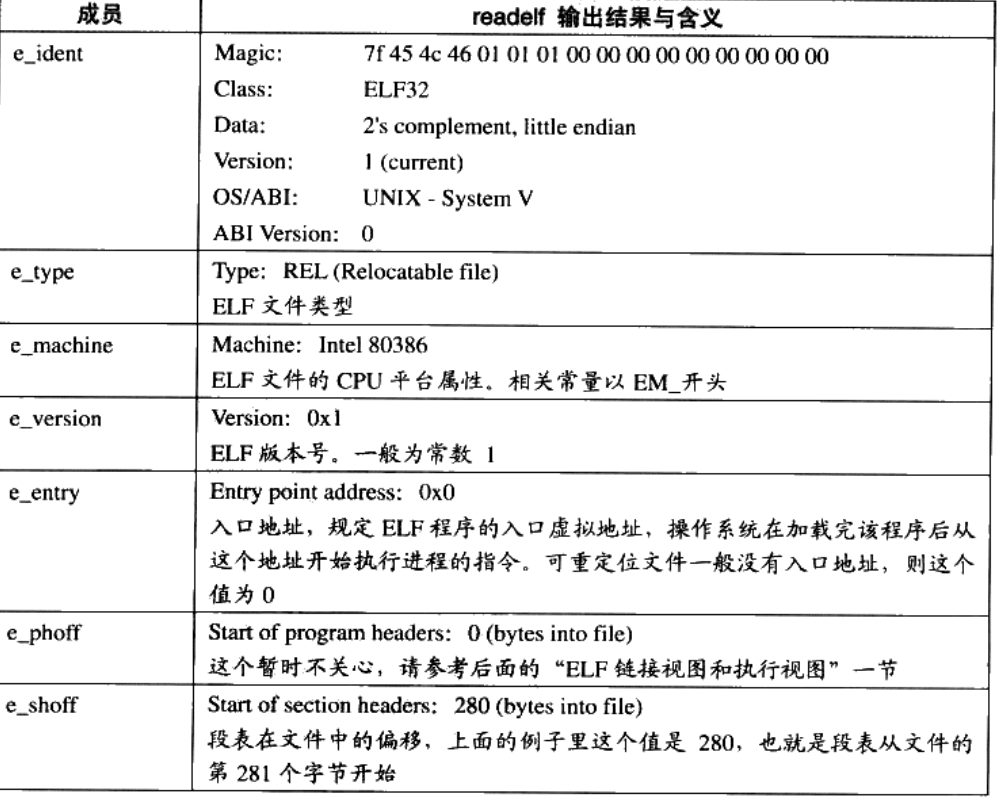 成员 readelf 输出结果与含义
e_ident Magic: 7f 45 4c 46 01 01 01 00 00 00 00 00 00 00 00 00
Class: ELF32
Data: 2's complement, little endian
Version: 1 (current)
OS/ABI: UNIX - System V
ABI Version: 0
e_type Type: REL (Relocatable file)
ELF 文件类型
e_machine Machine: Intel 80386
ELF 文件的 CPU 平台属性。相关常量以 EM_开头
e_version Version: 0x1
ELF 版本号。一般为常数 1
e_entry Entry point address: 0x0
入口地址，规定 ELF 程序的入口虚拟地址，操作系统在加载完该程序后从
这个地址开始执行进程的指令。可重定位文件一般没有入口地址，则这个
值为 0
e_phoff Start of program headers: 0 (bytes into file)
这个暂时不关心，请参考后面的“ELF 链接视图和执行视图”一节
e_shoff Start of section headers: 280 (bytes into file)
段表在文件中的偏移，上面的例子里这个值是 280，也就是段表从文件的
第 281 个字节开始